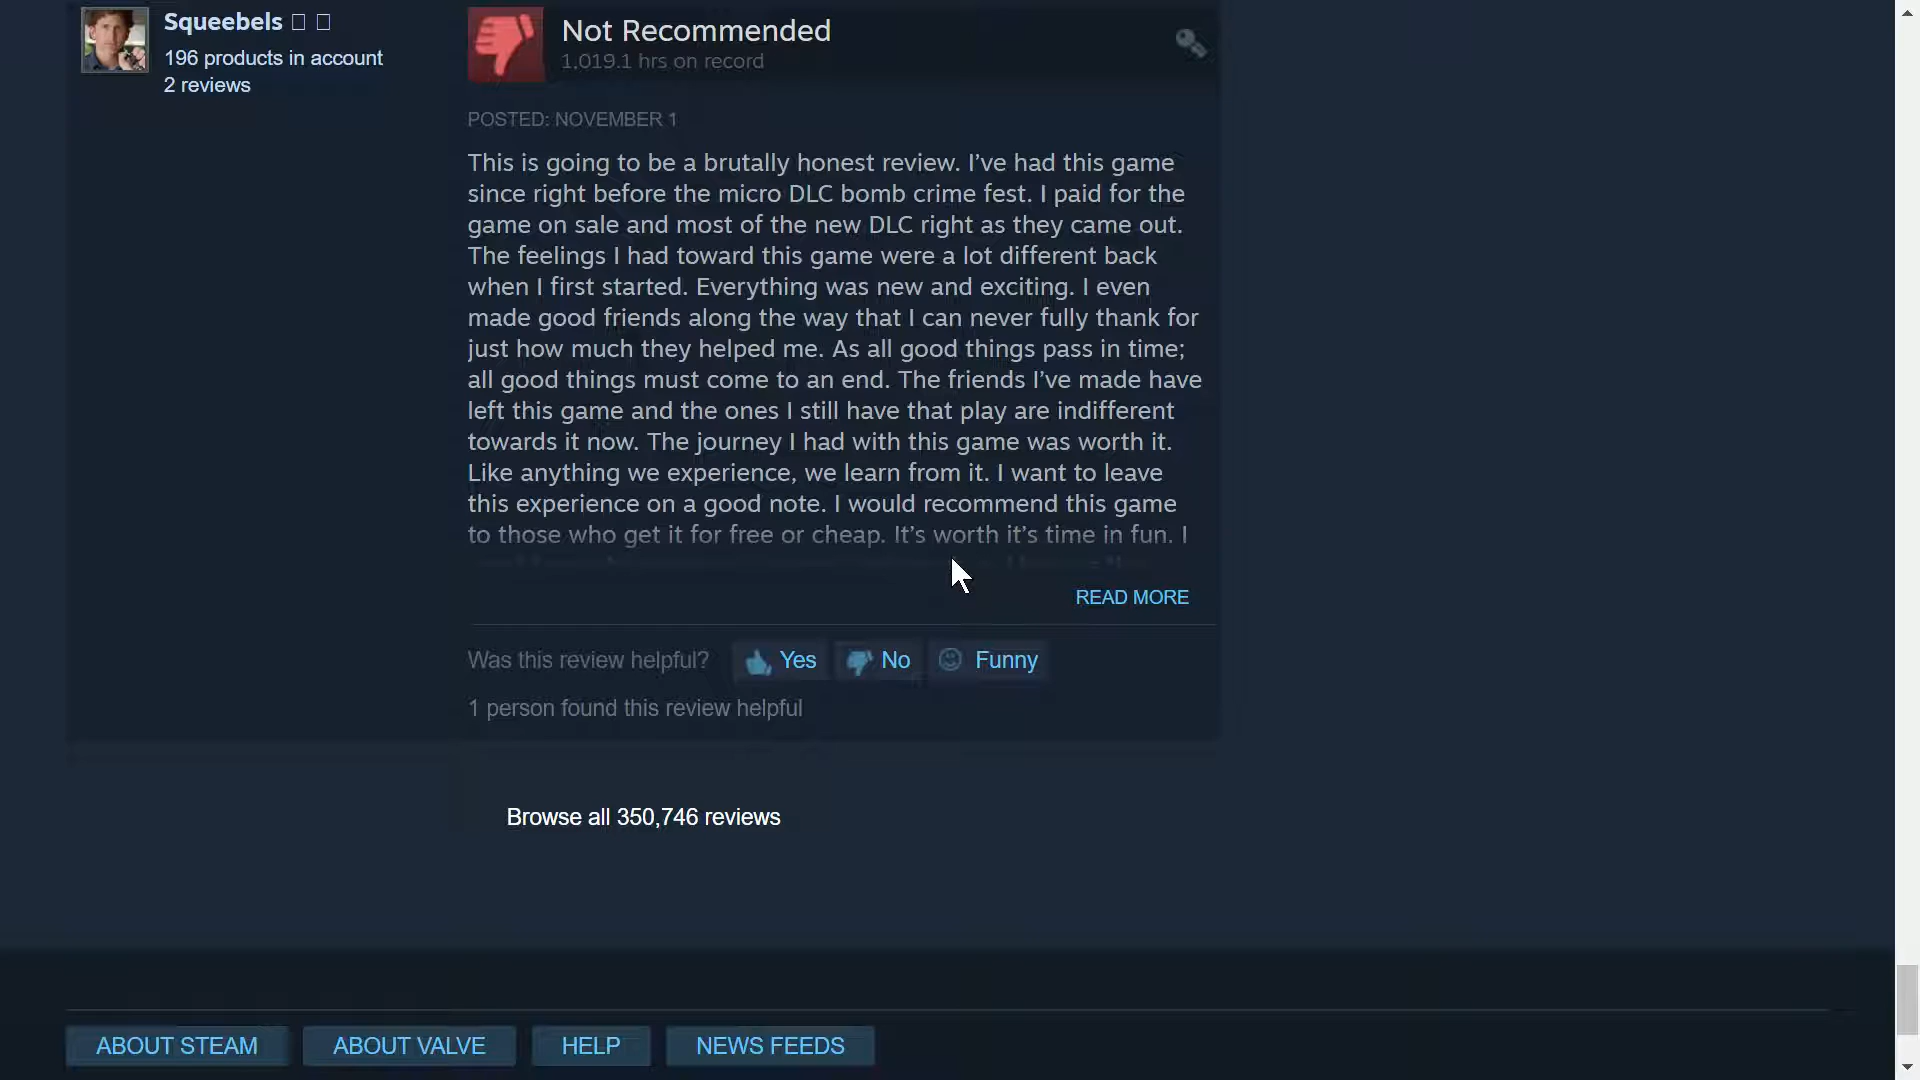 Squeebels
196 products in account
2 reviews
Not Recommended
1,019.1 hrs on record
POSTED: NOVEMBER 1
This is going to be a brutally honest review. I’ve had this game
since right before the micro DLC bomb crime fest. I paid for the
game on sale and most of the new DLC right as they came out.
The feelings I had toward this game were a lot different back
when I first started. Everything was new and exciting. I even
made good friends along the way that I can never fully thank for
just how much they helped me. As all good things pass in time;
all good things must come to an end. The friends I’ve made have
left this game and the ones I still have that play are indifferent
towards it now. The journey I had with this game was worth it.
Like anything we experience, we learn from it. I want to leave
this experience on a good note. I would recommend this game
to those who get it for free or cheap. It’s worth it’s time in fun. I
READ MORE
Was this review helpful? Yes No Funny
1 person found this review helpful
Browse all 350,746 reviews
ABOUT STEAM ABOUT VALVE HELP NEWS FEEDS